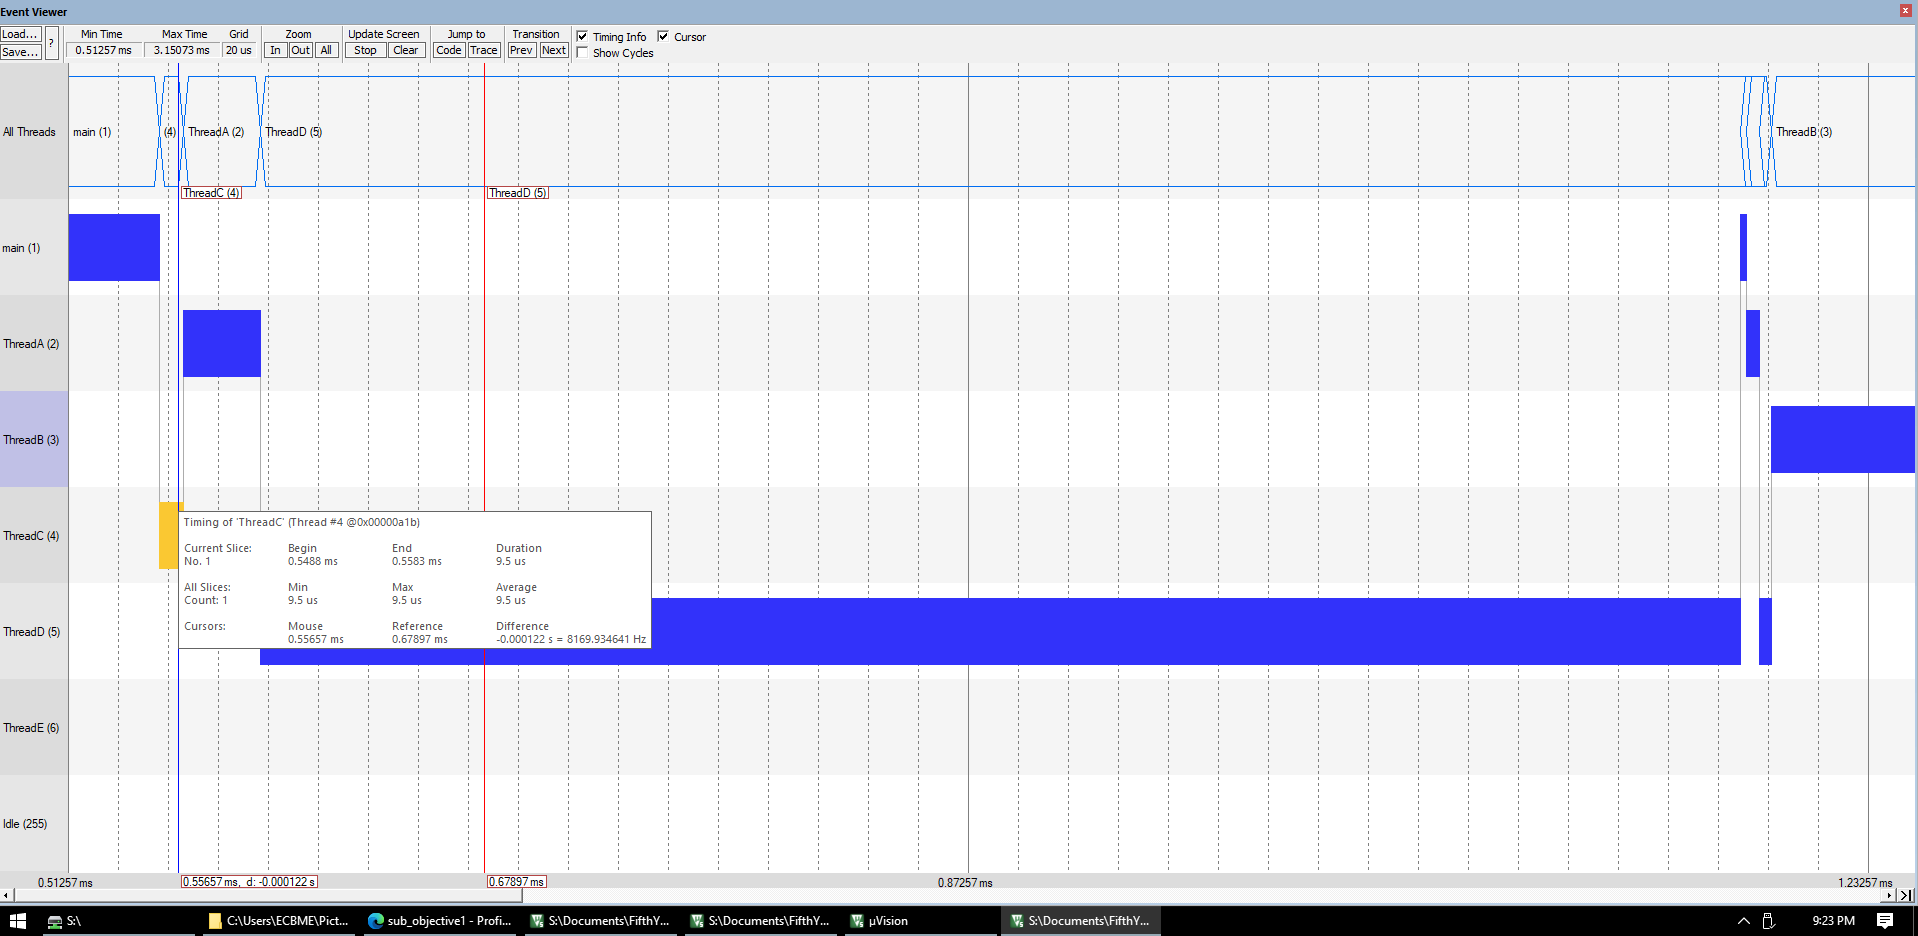 Event Viewer
Load... Min Time Max Time Grid Zoom Update Screen Jump to Transition Timing Info Cursor
Save... ? 0.51257 ms 3.15073 ms 20 us In Out All Stop Clear Code Trace Prev Next Show Cycles
All Threads main (1) (4) ThreadA (2) ThreadD (5) ThreadB (3)
ThreadC (4) ThreadD (5)
main (1)
ThreadA (2)
ThreadB (3)
ThreadC (4)
Timing of 'ThreadC' (Thread #4 @0x00000a1b)
Current Slice: Begin End Duration
No. 1 0.5488 ms 0.5583 ms 9.5 us
All Slices: Min Max Average
Count: 1 9.5 us 9.5 us 9.5 us
Cursors: Mouse Reference Difference
0.55657 ms 0.67897 ms -0.000122 s = 8169.934641 Hz
ThreadD (5)
ThreadE (6)
Idle (255)
0.51257 ms 0.55657 ms, d: -0.000122 s 0.67897 ms 0.87257 ms 1.23257 ms
S:\ C:\Users\ECBME\Pict... sub_objective1 - Profi... S:\Documents\FifthY... S:\Documents\FifthY... µVision S:\Documents\FifthY... 9:23 PM